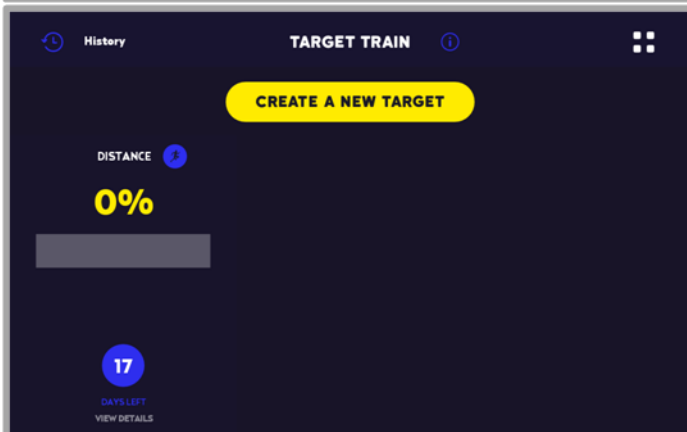 History
TARGET TRAIN
CREATE A NEW TARGET
DISTANCE
0%
17
DAYS LEFT
VIEW DETAILS